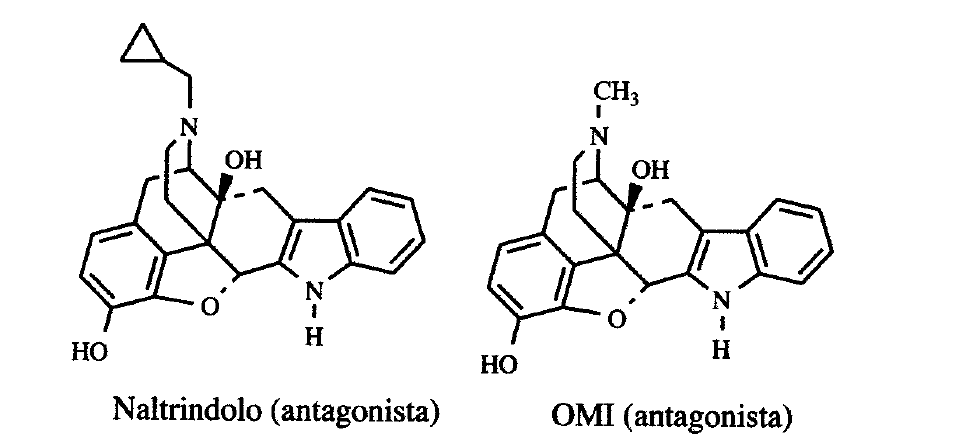 N
OH
O
N
H
HO
Naltrindolo (antagonista)
CH₃
N
OH
O
N
H
HO
OMI (antagonista)